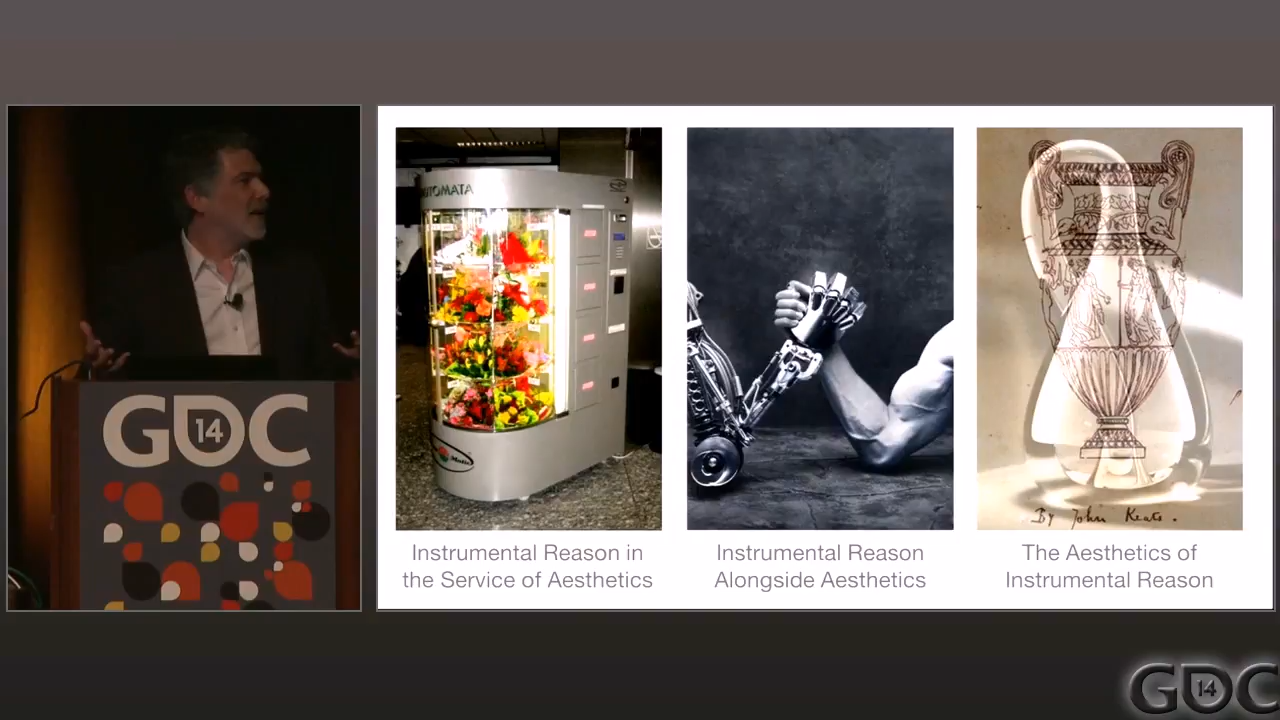 GDC
14
AUTOMATA
Matic
Instrumental Reason in
the Service of Aesthetics
Instrumental Reason
Alongside Aesthetics
By John Keats.
The Aesthetics of
Instrumental Reason
GDC
14